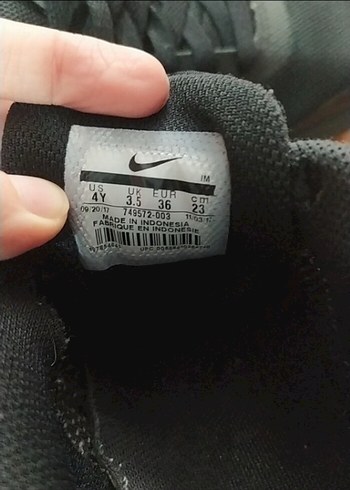 US UK EUR cm
4Y 3.5 36 23
09/20/17 749572-003
MADE IN INDONESIA
FABRIQUE EN INDONESIE